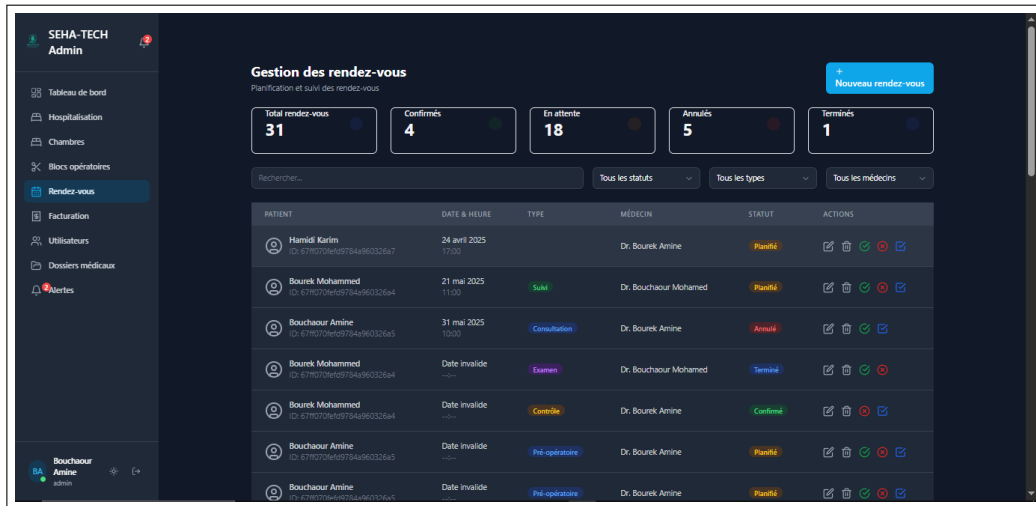 SEHA-TECH
Admin
2
Tableau de bord
Hospitalisation
Chambres
Blocs opératoires
Rendez-vous
Facturation
Utilisateurs
Dossiers médicaux
2
Alertes
BA
Bouchaour
Amine
admin
Gestion des rendez-vous
Planification et suivi des rendez-vous
+
Nouveau rendez-vous
Total rendez-vous
31
Confirmés
4
En attente
18
Annulés
5
Terminés
1
Rechercher...
Tous les statuts
Tous les types
Tous les médecins
PATIENT DATE & HEURE TYPE MÉDECIN STATUT ACTIONS
Hamidi Karim 24 avril 2025 Dr. Bourek Amine Planifié
ID: 67ff070fefd9784a960326a7 17:00
Bourek Mohammed 21 mai 2025 Suivi Dr. Bouchaour Mohamed Planifié
ID: 67ff070fefd9784a960326a4 11:00
Bouchaour Amine 31 mai 2025 Consultation Dr. Bourek Amine Annulé
ID: 67ff070fefd9784a960326a5 10:00
Bourek Mohammed Date invalide Examen Dr. Bouchaour Mohamed Terminé
ID: 67ff070fefd9784a960326a4 --:--
Bourek Mohammed Date invalide Contrôle Dr. Bourek Amine Confirmé
ID: 67ff070fefd9784a960326a4 --:--
Bouchaour Amine Date invalide Pré-opératoire Dr. Bourek Amine Planifié
ID: 67ff070fefd9784a960326a5 --:--
Bouchaour Amine Date invalide Pré-opératoire Dr. Bourek Amine Planifié
ID: 67ff070fefd9784a960326a5 --:--